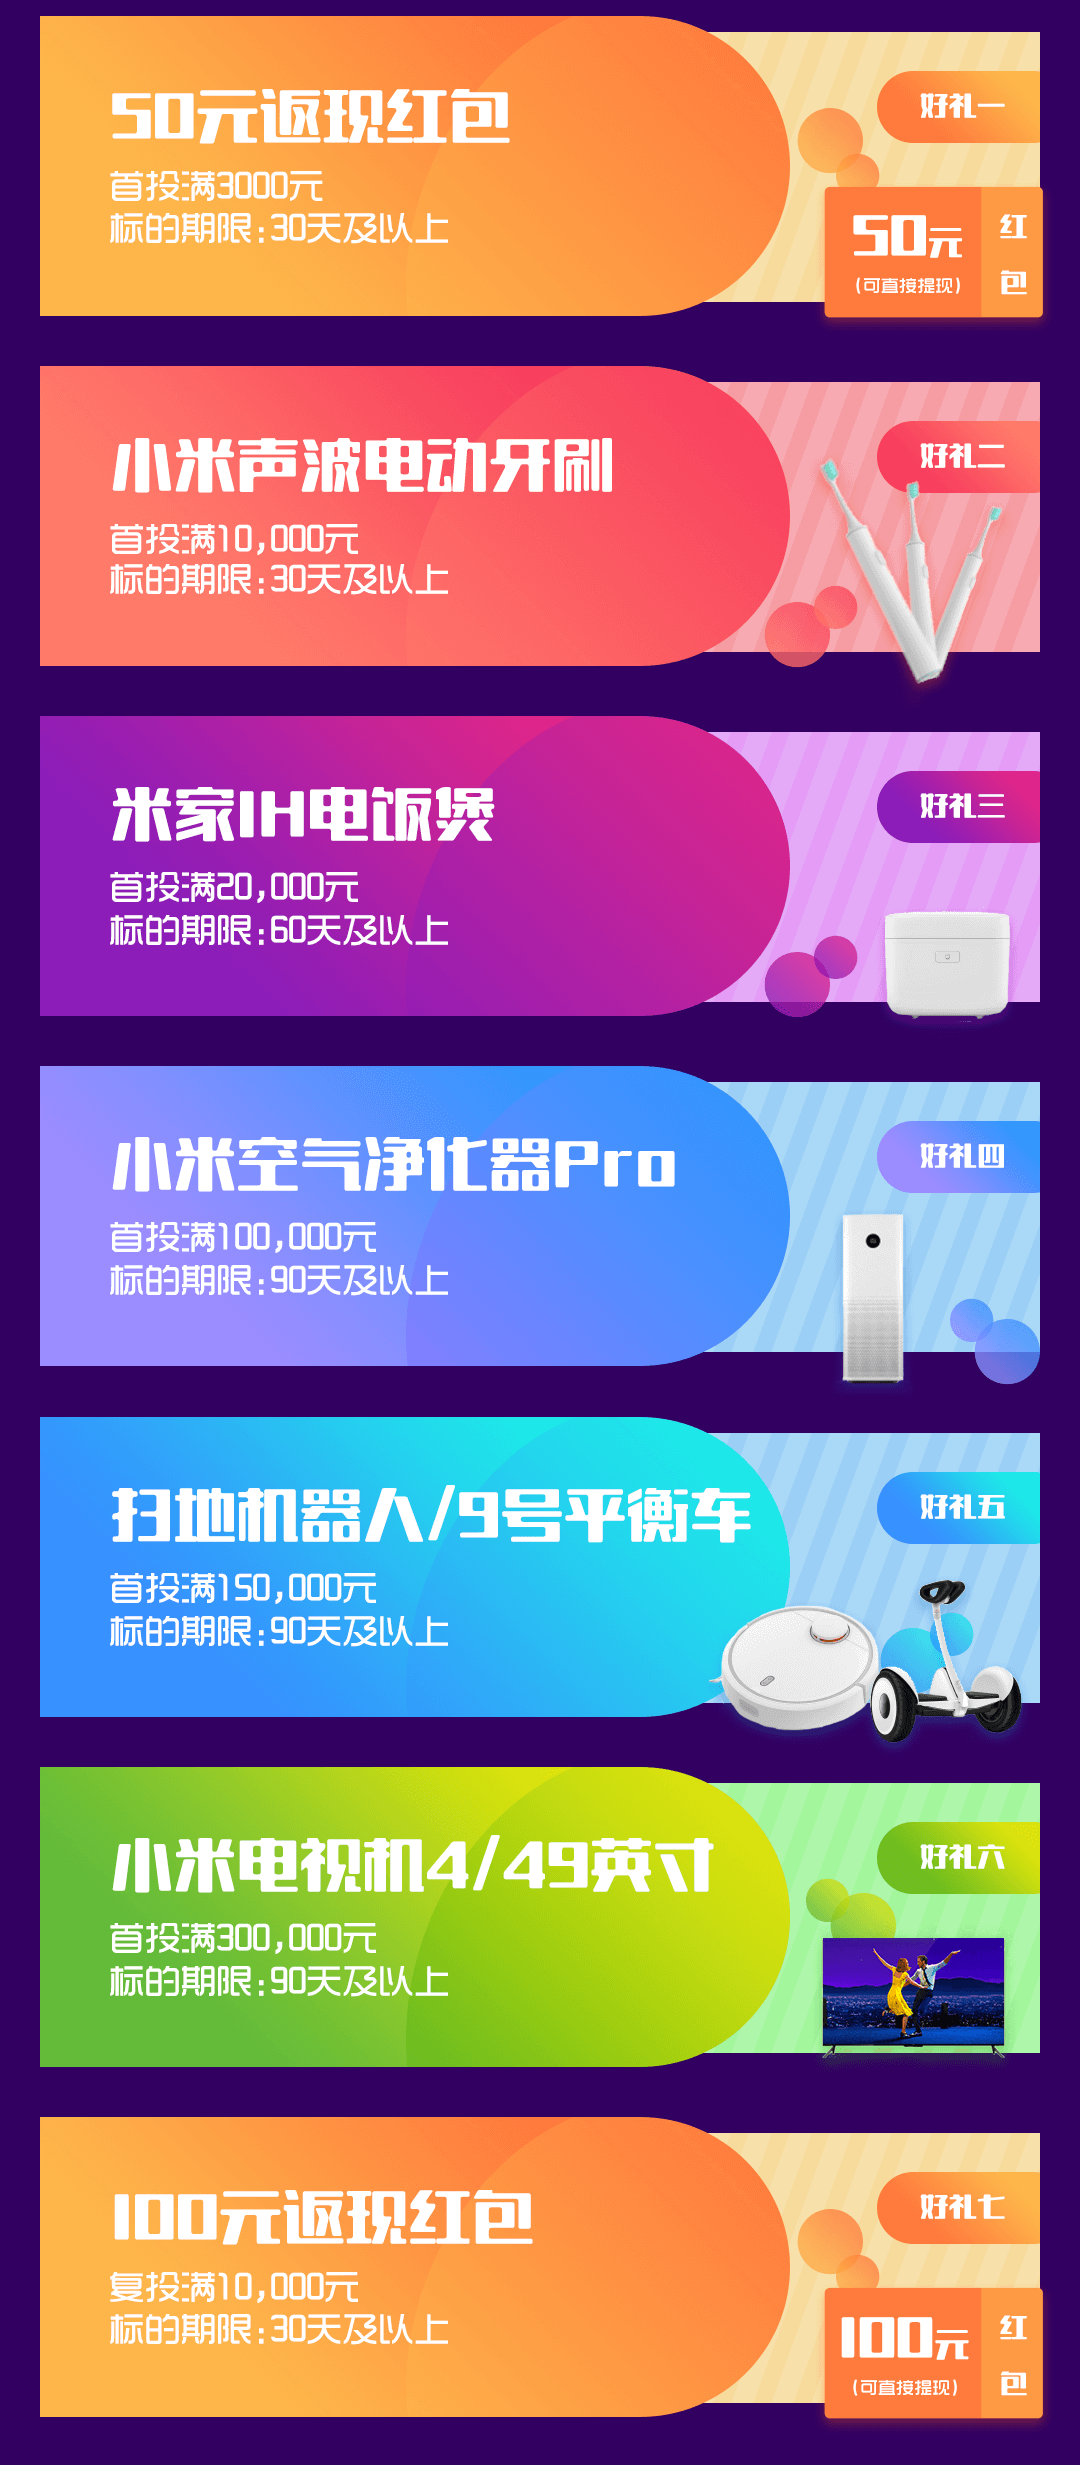 50元返现红包
首投满3000元
标的期限:30天及以上
好礼一
50元
(可直接提现)
红
包
小米声波电动牙刷
首投满10,000元
标的期限:30天及以上
好礼二
米家IH电饭煲
首投满20,000元
标的期限:60天及以上
好礼三
小米空气净化器Pro
首投满100,000元
标的期限:90天及以上
好礼四
扫地机器人/9号平衡车
首投满150,000元
标的期限:90天及以上
好礼五
小米电视机4/49英寸
首投满300,000元
标的期限:90天及以上
好礼六
100元返现红包
复投满10,000元
标的期限:30天及以上
好礼七
100元
(可直接提现)
红
包